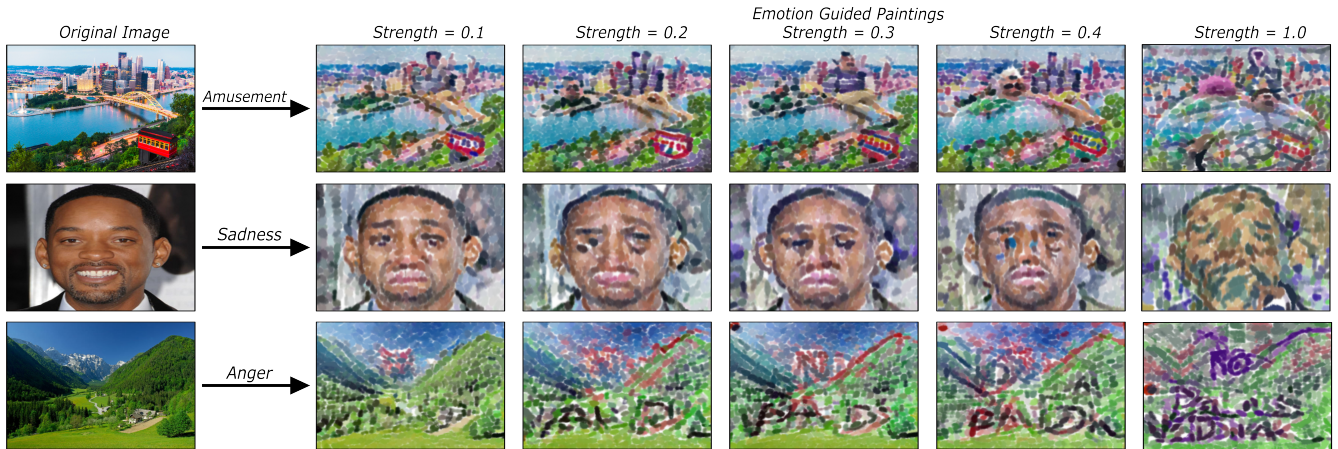 Emotion Guided Paintings
Original Image
Strength = 0.1
Strength = 0.2
Strength = 0.3
Strength = 0.4
Strength = 1.0
Amusement
Sadness
Anger
No